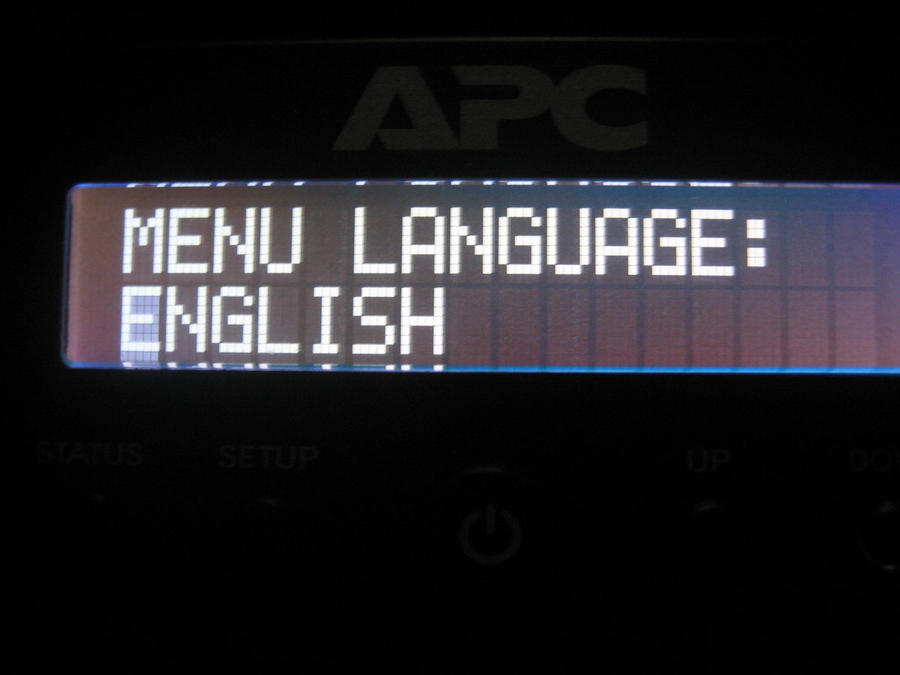 APC
MENU LANGUAGE:
ENGLISH
STATUS SETUP UP